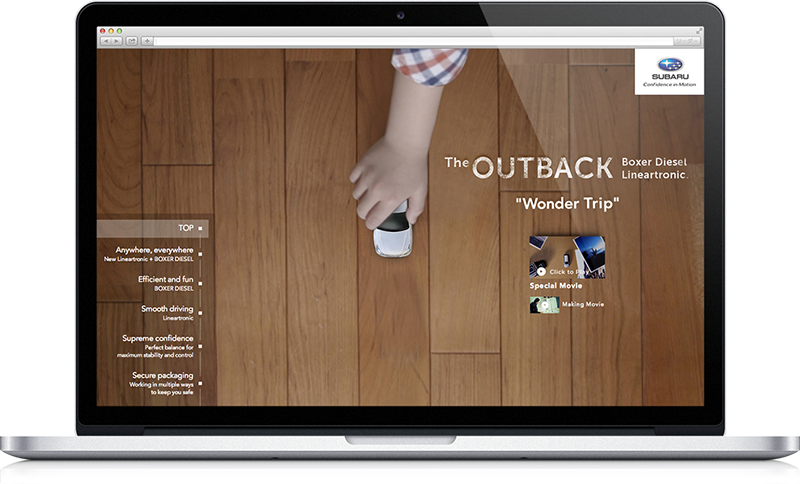 SUBARU
Confidence in Motion
The OUTBACK Boxer Diesel
Lineartronic.
"Wonder Trip"
Click to Play
Special Movie
Making Movie
TOP
Anywhere, everywhere
New Lineartronic + BOXER DIESEL
Efficient and fun
BOXER DIESEL
Smooth driving
Lineartronic
Supreme confidence
Perfect balance for
maximum stability and control
Secure packaging
Working in multiple ways
to keep you safe